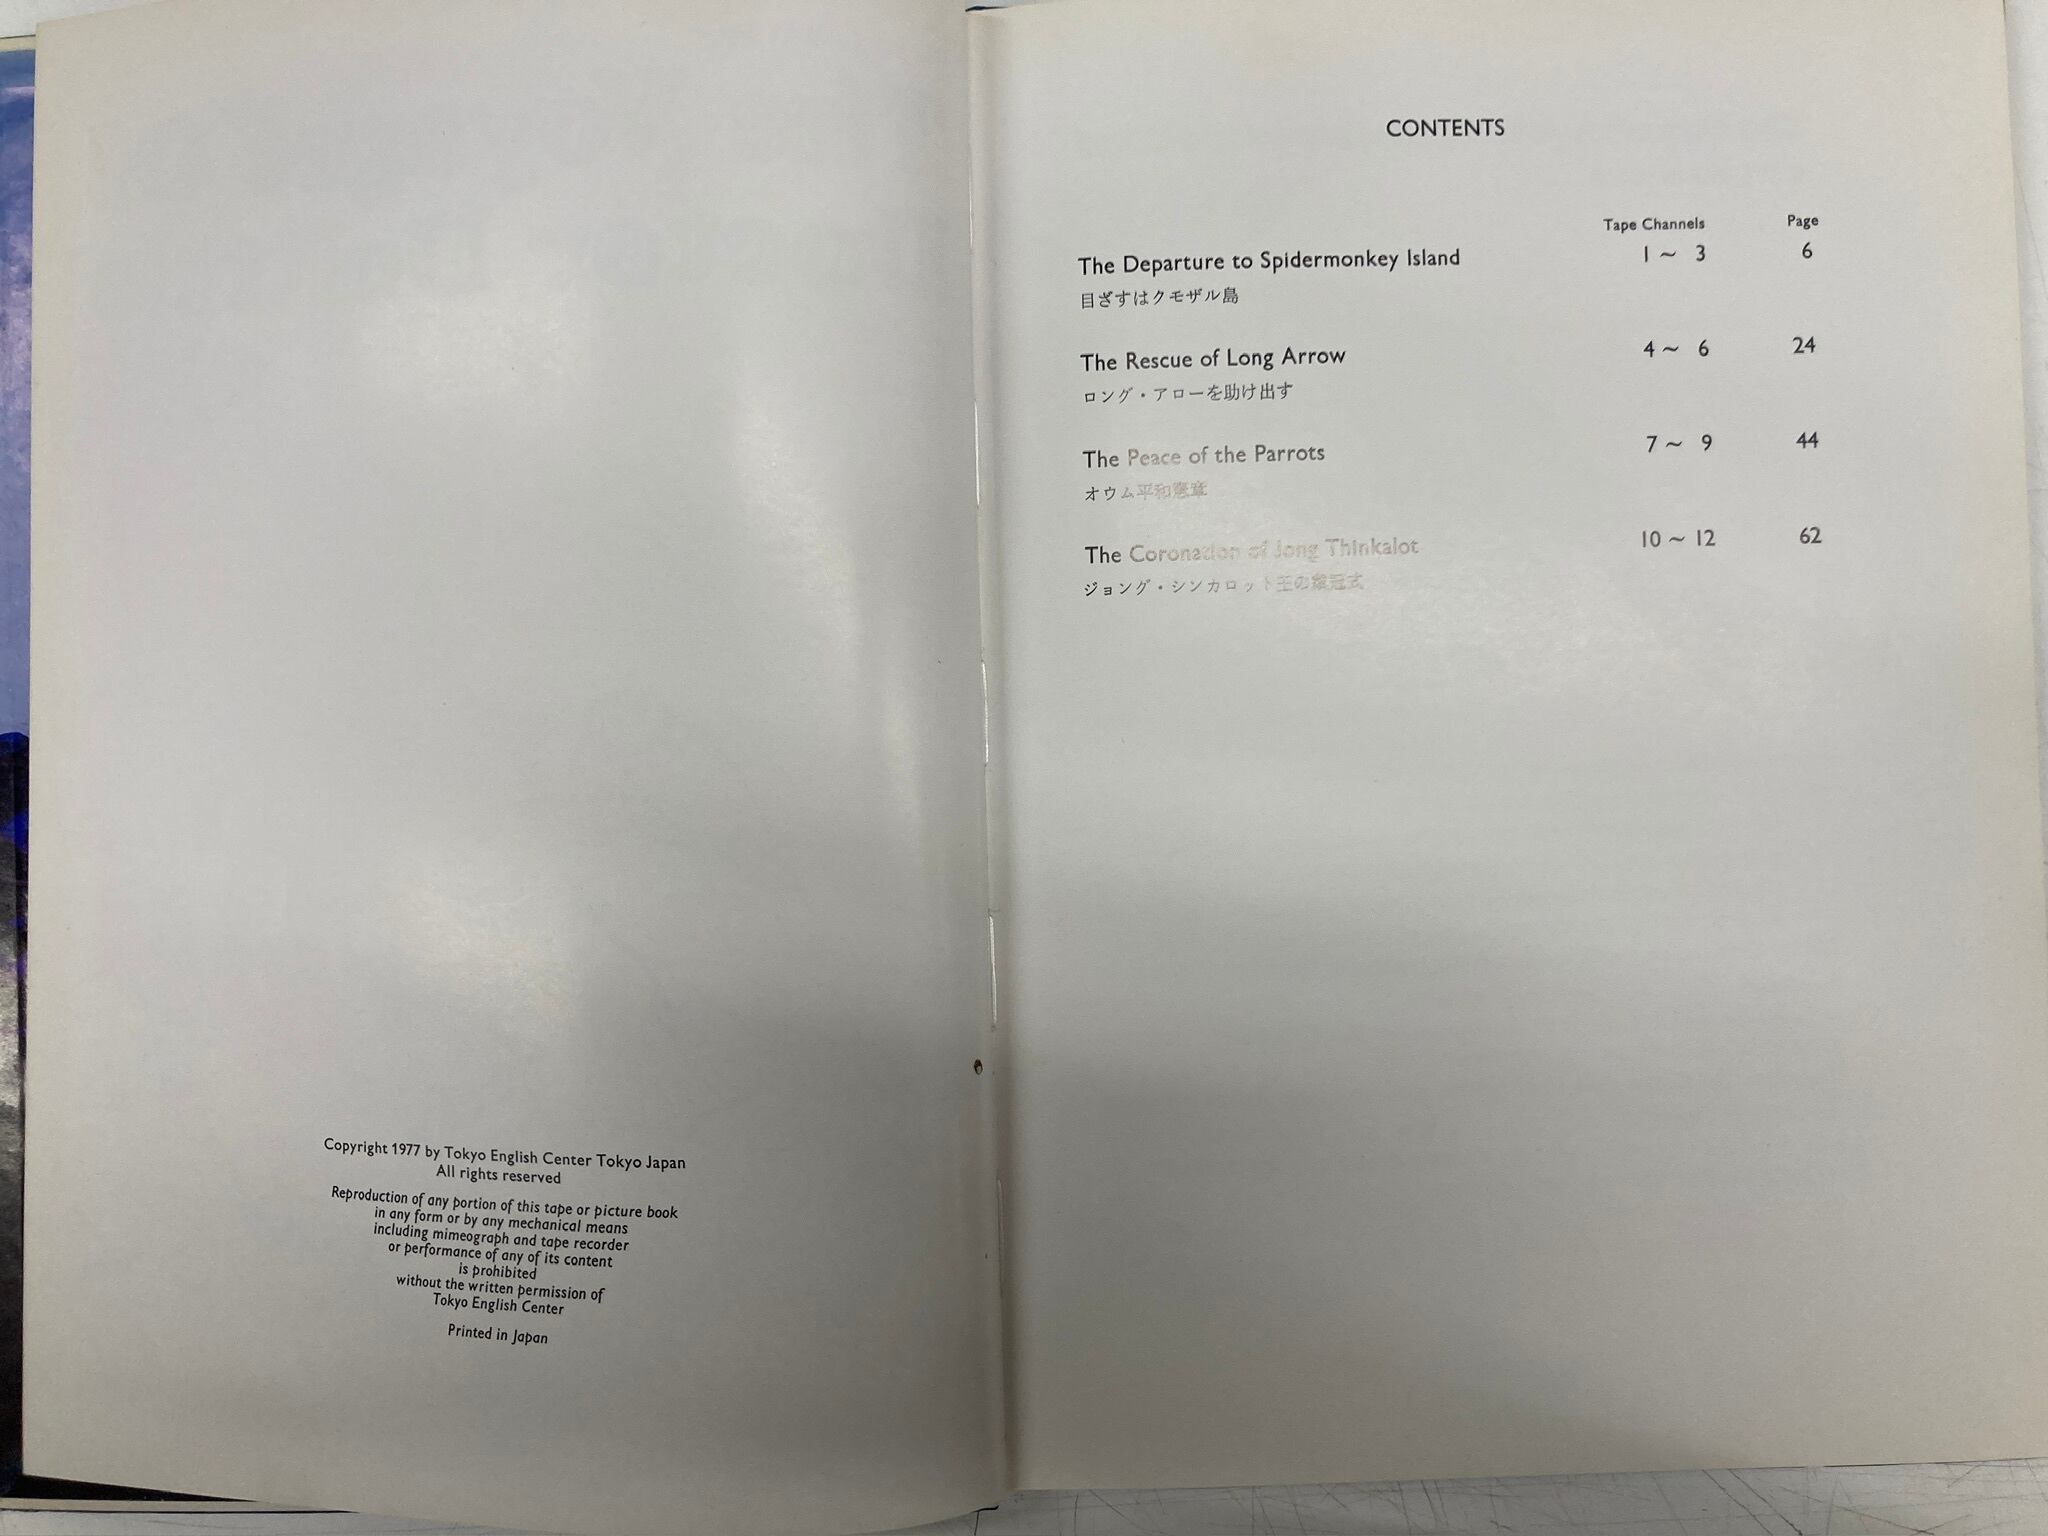 Copyright 1977 by Tokyo English Center Tokyo Japan
All rights reserved
Reproduction of any portion of this tape or picture book
in any form or by any mechanical means
including mimeograph and tape recorder
or performance of any of its content
is prohibited
without the written permission of
Tokyo English Center
Printed in Japan
CONTENTS
Tape Channels Page
The Departure to Spidermonkey Island 1 ~ 3 6
目ざすはクモザル島
The Rescue of Long Arrow 4 ~ 6 24
ロング・アローを助け出す
The Peace of the Parrots 7 ~ 9 44
オウム平和憲章
The Coronation of Jong Thinkalot 10 ~ 12 62
ジョング・シンカロット王の戴冠式